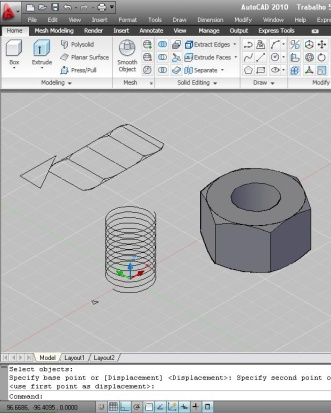 AutoCAD 2010 Trabalho 5
File Edit View Insert Format Tools Draw Dimension Modify Window Expre
Home Mesh Modeling Render Insert Annotate View Manage Output Express Tools
Box
Extrude
Polysolid
Planar Surface
Press/Pull
Smooth Object
Extract Edges
Extrude Faces
Separate
Modeling Mesh Solid Editing Draw Modify
Model Layout1 Layout2
Select objects:
Specify base point or [Displacement] <Displacement>: Specify second point o
<use first point as displacement>:
Command:
96.6686, -96.4095, 0.0000